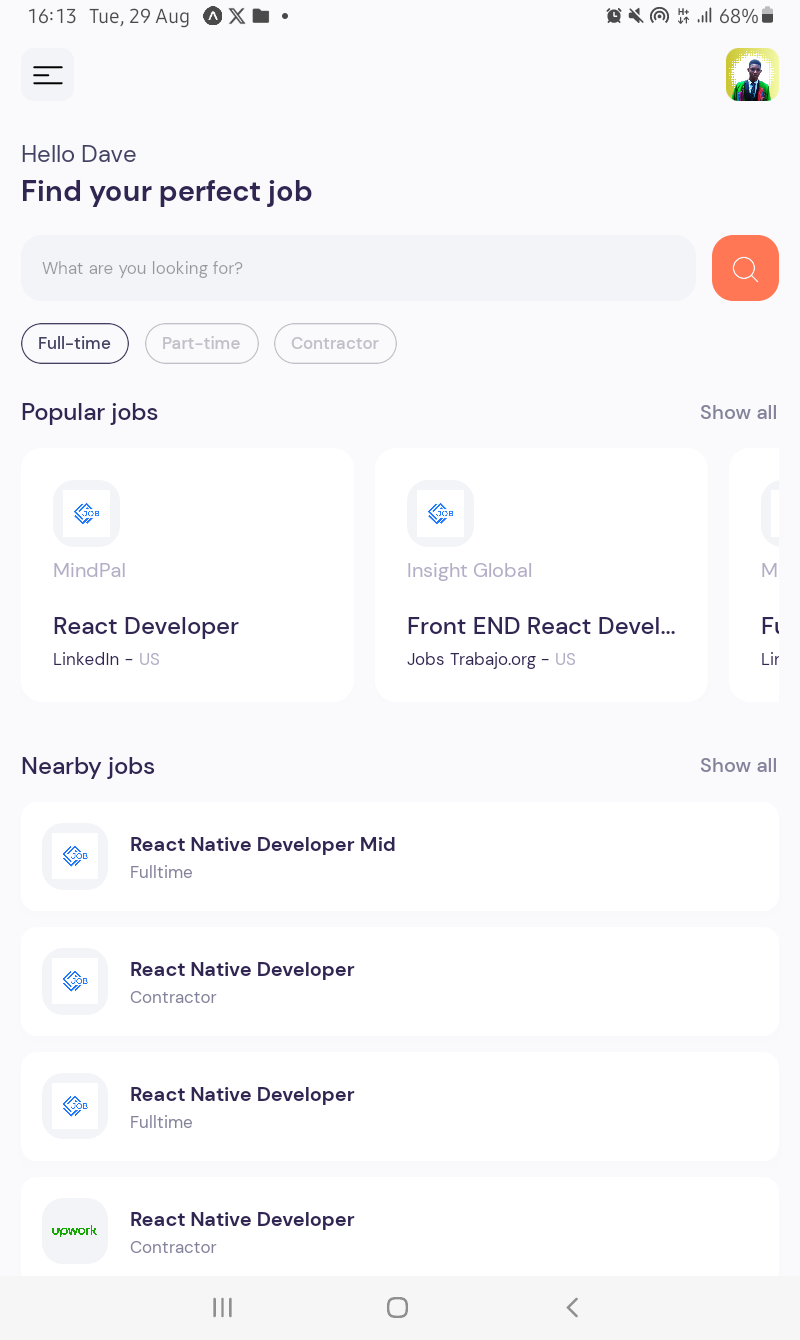 16:13 Tue, 29 Aug 68%
Hello Dave
Find your perfect job
What are you looking for?
Full-time Part-time Contractor
Popular jobs Show all
JOB JOB
MindPal Insight Global M
React Developer Front END React Devel... Fu
LinkedIn - US Jobs Trabajo.org - US Lin
Nearby jobs Show all
JOB
React Native Developer Mid
Fulltime
JOB
React Native Developer
Contractor
JOB
React Native Developer
Fulltime
upwork
React Native Developer
Contractor